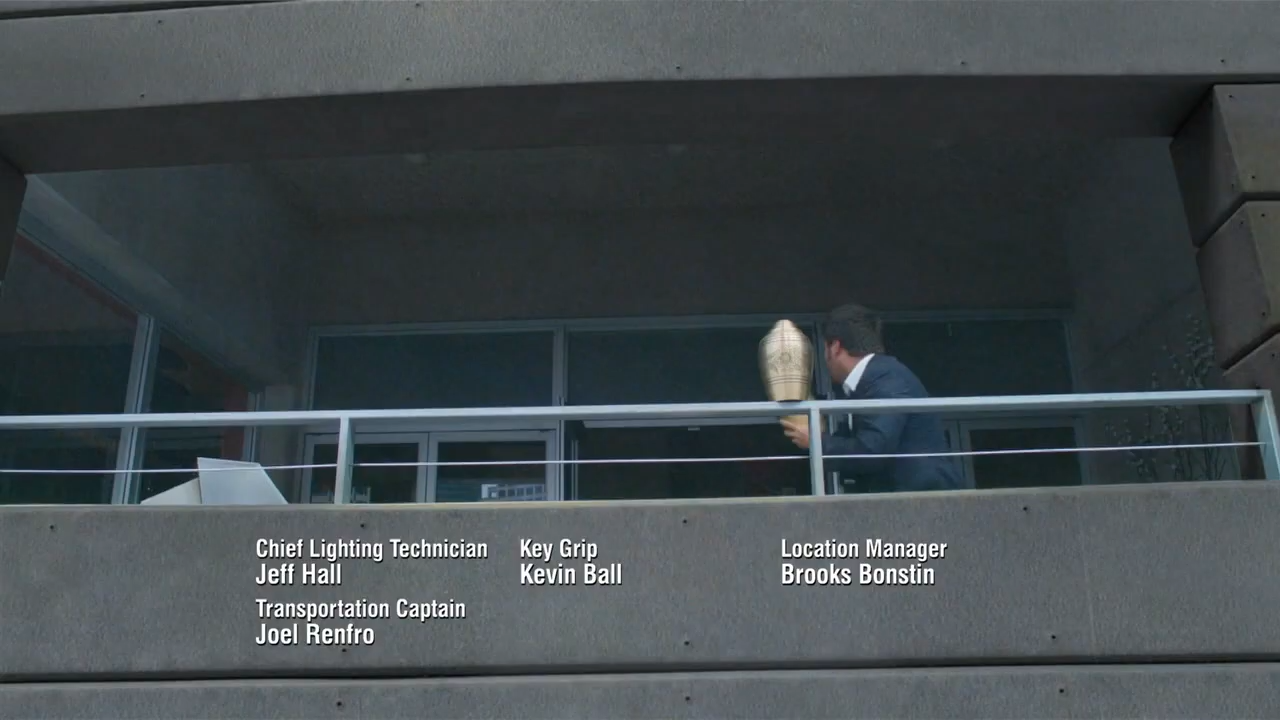 Chief Lighting Technician
Jeff Hall
Transportation Captain
Joel Renfro
Key Grip
Kevin Ball
Location Manager
Brooks Bonstin